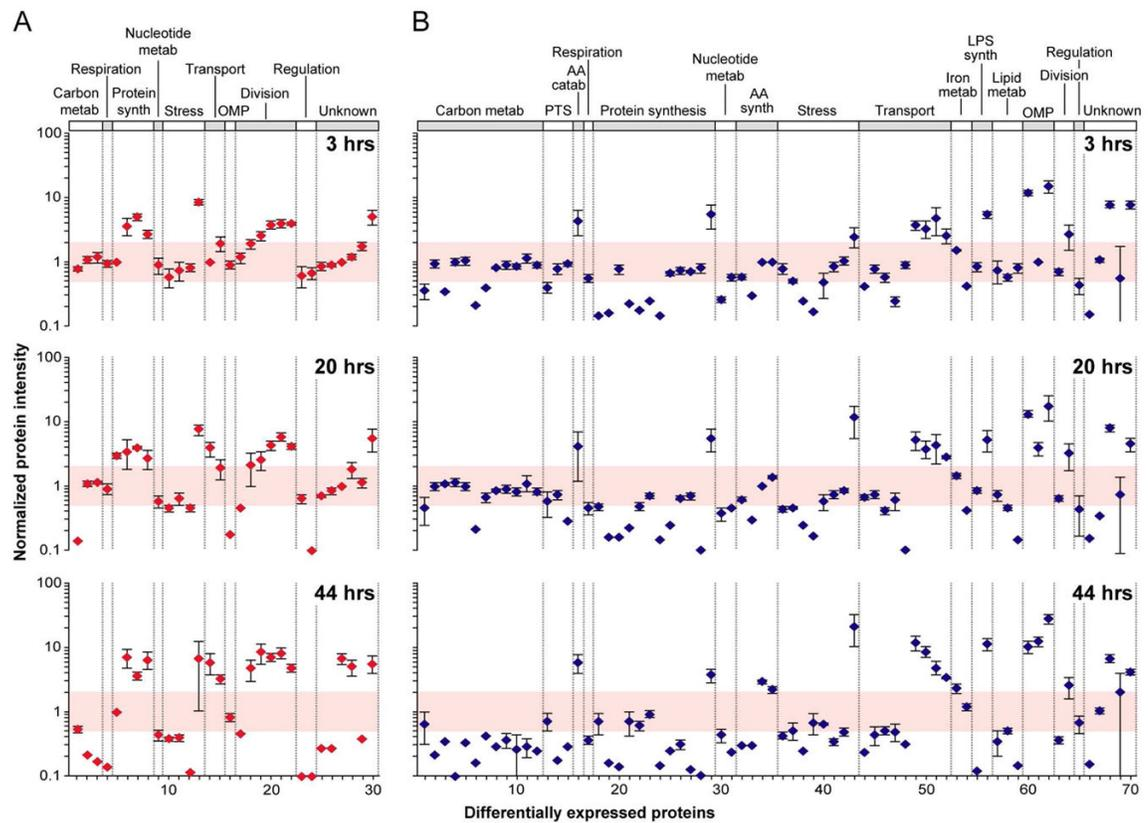 A
B
Nucleotide
metab
Respiration
Transport
Regulation
Carbon
metab
Protein
synth
Stress
OMP
Division
Unknown
LPS
synth
Respiration
Regulation
AA
catab
Nucleotide
metab
Division
Iron
metab
Lipid
metab
AA
synth
Carbon metab
PTS
Protein synthesis
Stress
Transport
OMP
Unknown
Normalized protein intensity
100
10
1
0.1
3 hrs
3 hrs
100
10
1
0.1
20 hrs
20 hrs
100
10
1
0.1
44 hrs
44 hrs
10 20 30
10 20 30 40 50 60 70
Differentially expressed proteins